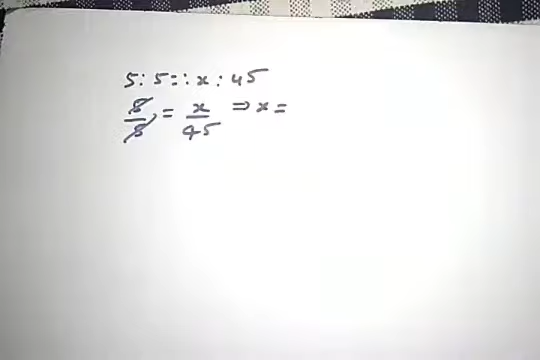 5 : 5 :: x : 45
5/5 = x/45 ⇒ x =